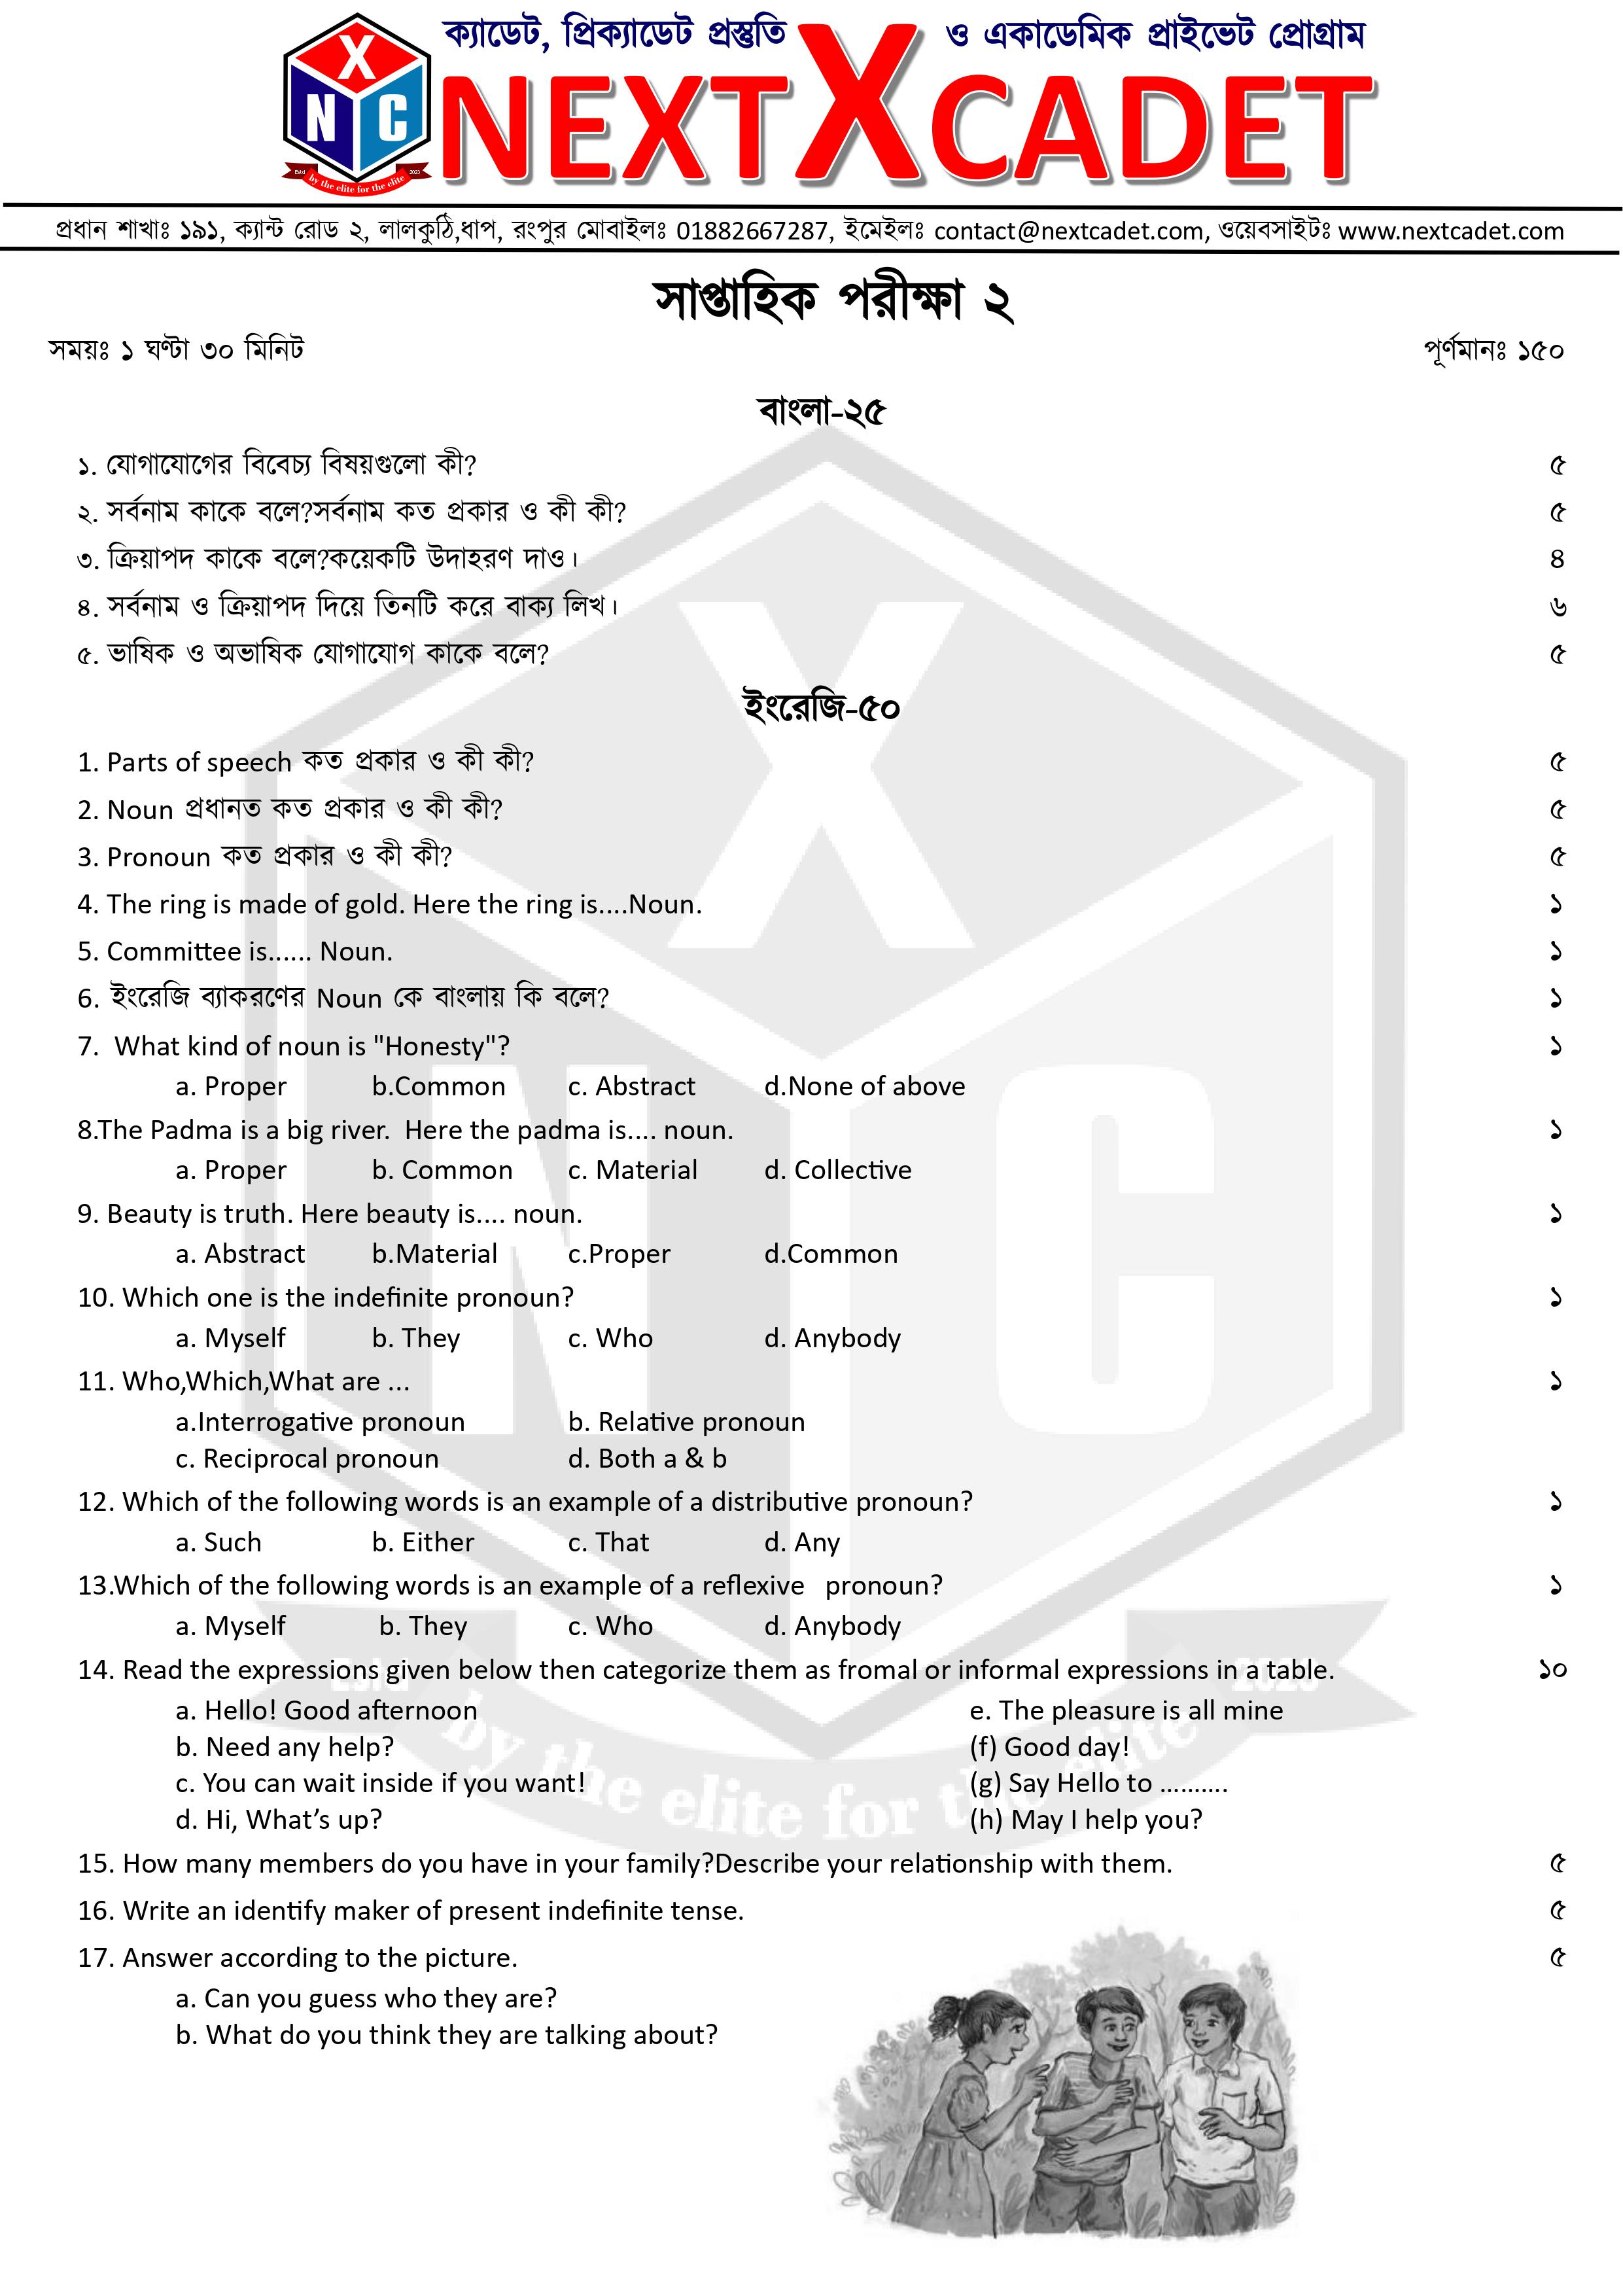 ক্যাডেট, প্রিক্যাডেট প্রস্তুতি ও একাডেমিক প্রাইভেট প্রোগ্রাম
X
N C
Estd 2023
by the elite for the elite
NEXTXCADET
প্রধান শাখাঃ ১৯১, ক্যান্ট রোড ২, লালকুঠি,ধাপ, রংপুর মোবাইলঃ 01882667287, ইমেইলঃ contact@nextcadet.com, ওয়েবসাইটঃ www.nextcadet.com
সাপ্তাহিক পরীক্ষা ২
সময়ঃ ১ ঘণ্টা ৩০ মিনিট পূর্ণমানঃ ১৫০
বাংলা-২৫
১. যোগাযোগের বিবেচ্য বিষয়গুলো কী? ৫
২. সর্বনাম কাকে বলে?সর্বনাম কত প্রকার ও কী কী? ৫
৩. ক্রিয়াপদ কাকে বলে?কয়েকটি উদাহরণ দাও। ৪
৪. সর্বনাম ও ক্রিয়াপদ দিয়ে তিনটি করে বাক্য লিখ। ৬
৫. ভাষিক ও অভাষিক যোগাযোগ কাকে বলে? ৫
ইংরেজি-৫০
1. Parts of speech কত প্রকার ও কী কী? ৫
2. Noun প্রধানত কত প্রকার ও কী কী? ৫
3. Pronoun কত প্রকার ও কী কী? ৫
4. The ring is made of gold. Here the ring is....Noun. ১
5. Committee is...... Noun. ১
6. ইংরেজি ব্যাকরণের Noun কে বাংলায় কি বলে? ১
7. What kind of noun is "Honesty"? ১
a. Proper b.Common c. Abstract d.None of above
8.The Padma is a big river. Here the padma is.... noun. ১
a. Proper b. Common c. Material d. Collective
9. Beauty is truth. Here beauty is.... noun. ১
a. Abstract b.Material c.Proper d.Common
10. Which one is the indefinite pronoun? ১
a. Myself b. They c. Who d. Anybody
11. Who,Which,What are ... ১
a.Interrogative pronoun b. Relative pronoun
c. Reciprocal pronoun d. Both a & b
12. Which of the following words is an example of a distributive pronoun? ১
a. Such b. Either c. That d. Any
13.Which of the following words is an example of a reflexive pronoun? ১
a. Myself b. They c. Who d. Anybody
14. Read the expressions given below then categorize them as fromal or informal expressions in a table. ১০
a. Hello! Good afternoon e. The pleasure is all mine
b. Need any help? (f) Good day!
c. You can wait inside if you want! (g) Say Hello to ..........
d. Hi, What's up? (h) May I help you?
15. How many members do you have in your family?Describe your relationship with them. ৫
16. Write an identify maker of present indefinite tense. ৫
17. Answer according to the picture. ৫
a. Can you guess who they are?
b. What do you think they are talking about?